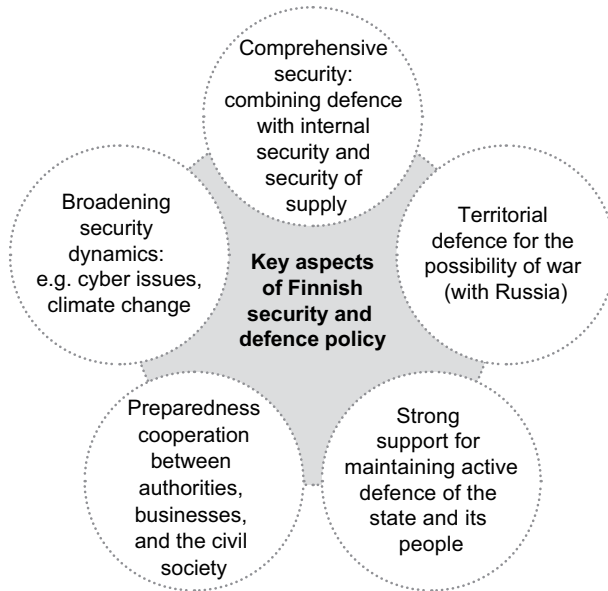 Comprehensive
security:
combining defence
with internal
security and
security of
supply
Broadening
security
dynamics:
e.g. cyber issues,
climate change
Key aspects
of Finnish
security and
defence policy
Territorial
defence for the
possibility of war
(with Russia)
Preparedness
cooperation
between
authorities,
businesses,
and the civil
society
Strong
support for
maintaining active
defence of the
state and its
people